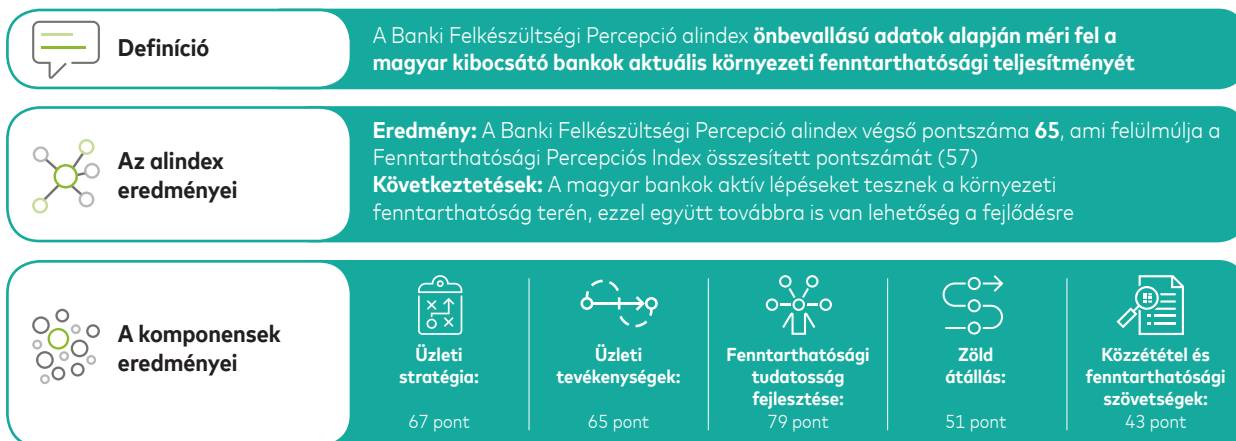 Definíció
A Banki Felkészültségi Percepció alindex önbevallású adatok alapján méri fel a
magyar kibocsátó bankok aktuális környezeti fenntarthatósági teljesítményét
Az alindex
eredményei
Eredmény: A Banki Felkészültségi Percepció alindex végső pontszáma 65, ami felülmúlja a
Fenntarthatósági Percepciós Index összesített pontszámát (57)
Következtetések: A magyar bankok aktív lépéseket tesznek a környezeti
fenntarthatóság terén, ezzel együtt továbbra is van lehetőség a fejlődésre
A komponensek
eredményei
Üzleti
stratégia:
67 pont
Üzleti
tevékenységek:
65 pont
Fenntarthatósági
tudatosság
fejlesztése:
79 pont
Zöld
átállás:
51 pont
Közzététel és
fenntarthatósági
szövetségek:
43 pont